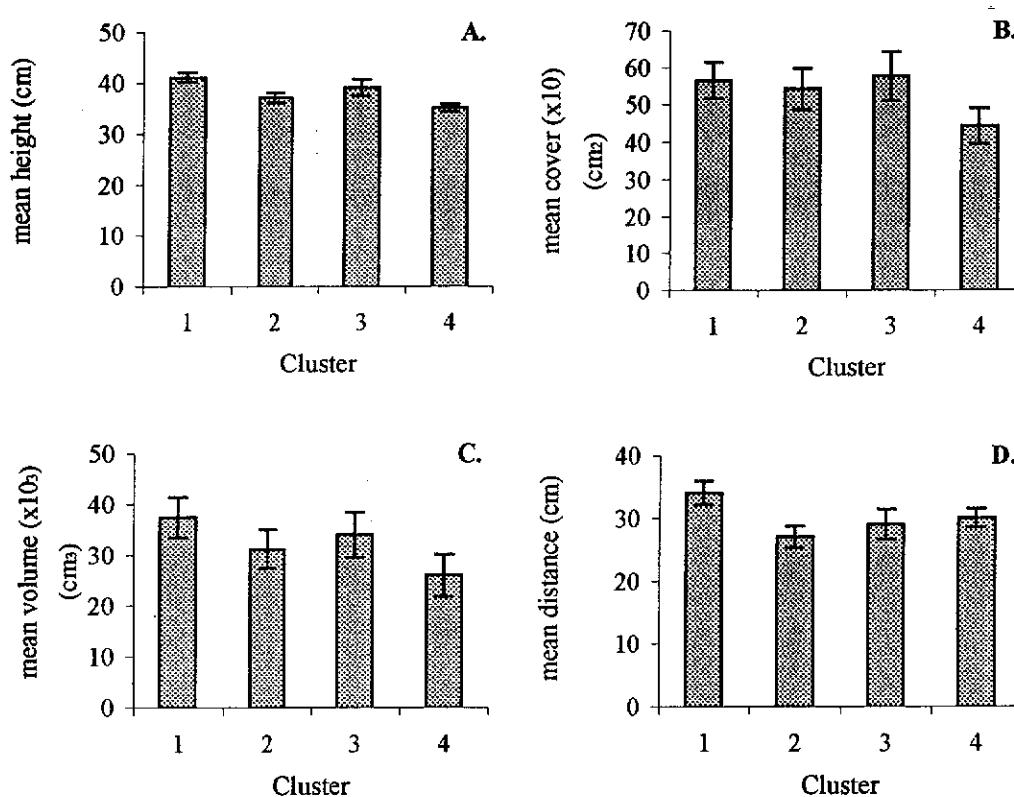 A.
mean height (cm)
50
40
30
20
10
0
1 2 3 4
Cluster
B.
mean cover (x10)
(cm2)
70
60
50
40
30
20
10
0
1 2 3 4
Cluster
C.
mean volume (x103)
(cm3)
50
40
30
20
10
0
1 2 3 4
Cluster
D.
mean distance (cm)
40
30
20
10
0
1 2 3 4
Cluster